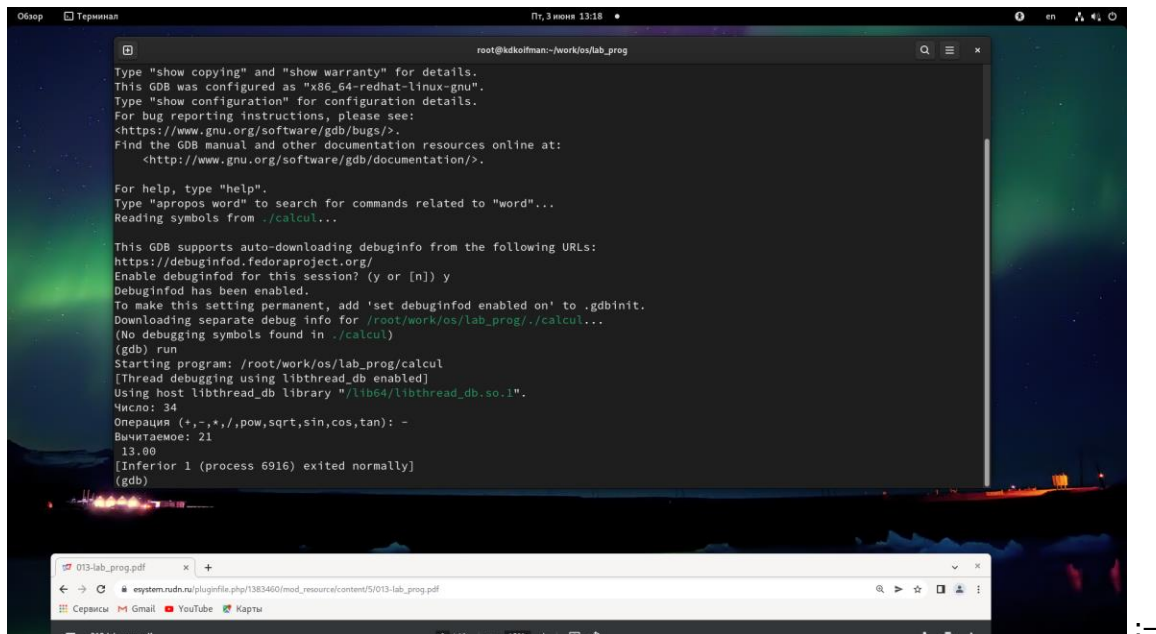 Обзор Терминал Пт, 3 июня 13:18 en
root@kdkoifman:~/work/os/lab_prog
Type "show copying" and "show warranty" for details.
This GDB was configured as "x86_64-redhat-linux-gnu".
Type "show configuration" for configuration details.
For bug reporting instructions, please see:
<https://www.gnu.org/software/gdb/bugs/>.
Find the GDB manual and other documentation resources online at:
<http://www.gnu.org/software/gdb/documentation/>.
For help, type "help".
Type "apropos word" to search for commands related to "word"...
Reading symbols from ./calcul...
This GDB supports auto-downloading debuginfo from the following URLs:
https://debuginfod.fedoraproject.org/
Enable debuginfod for this session? (y or [n]) y
Debuginfod has been enabled.
To make this setting permanent, add 'set debuginfod enabled on' to .gdbinit.
Downloading separate debug info for /root/work/os/lab_prog/./calcul...
(No debugging symbols found in ./calcul)
(gdb) run
Starting program: /root/work/os/lab_prog/calcul
[Thread debugging using libthread_db enabled]
Using host libthread_db library "/lib64/libthread_db.so.1".
Число: 34
Операция (+,-,*,/,pow,sqrt,sin,cos,tan): -
Вычитаемое: 21
13.00
[Inferior 1 (process 6916) exited normally]
(gdb)
013-lab_prog.pdf
esystem.rudn.ru/pluginfile.php/1383460/mod_resource/content/5/013-lab_prog.pdf
Сервисы Gmail YouTube Карты